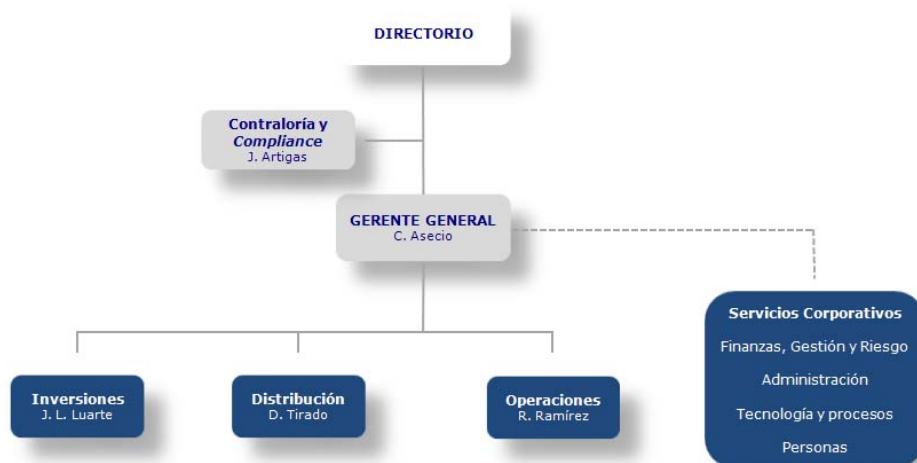 DIRECTORIO
Contraloría y
Compliance
J. Artigas
GERENTE GENERAL
C. Asecio
Inversiones
J. L. Luarte
Distribución
D. Tirado
Operaciones
R. Ramírez
Servicios Corporativos
Finanzas, Gestión y Riesgo
Administración
Tecnología y procesos
Personas